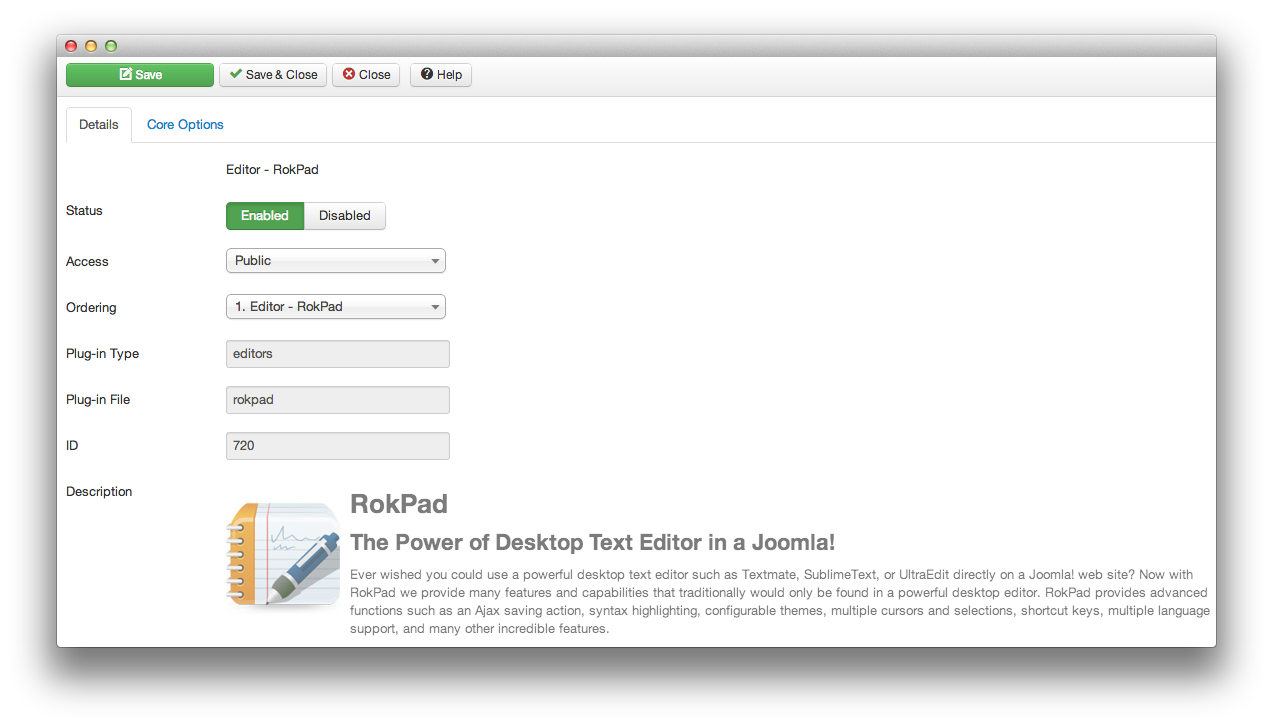 Save Save & Close Close Help
Details Core Options
Editor - RokPad
Status Enabled Disabled
Access Public
Ordering 1. Editor - RokPad
Plug-in Type editors
Plug-in File rokpad
ID 720
Description
RokPad
The Power of Desktop Text Editor in a Joomla!
Ever wished you could use a powerful desktop text editor such as Textmate, SublimeText, or UltraEdit directly on a Joomla! web site? Now with
RokPad we provide many features and capabilities that traditionally would only be found in a powerful desktop editor. RokPad provides advanced
functions such as an Ajax saving action, syntax highlighting, configurable themes, multiple cursors and selections, shortcut keys, multiple language
support, and many other incredible features.